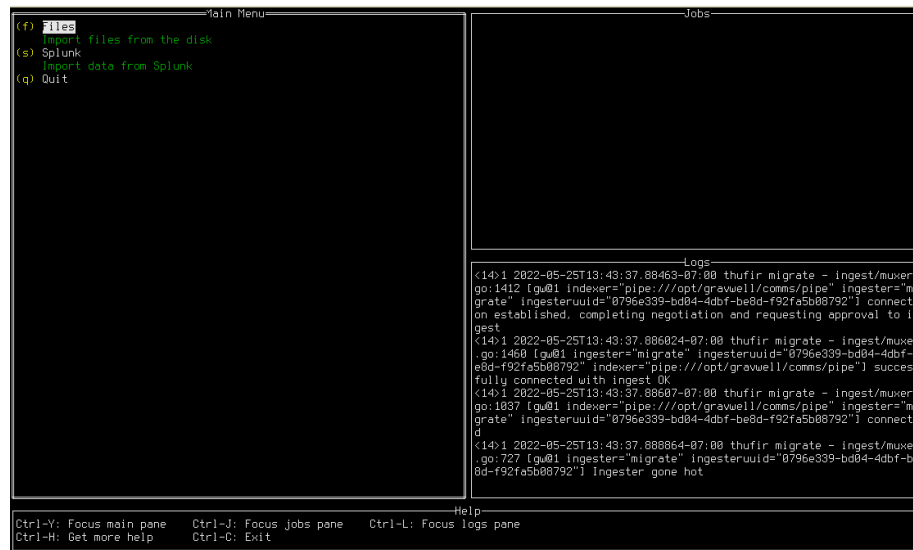 Main Menu
(f) Files
Import files from the disk
(s) Splunk
Import data from Splunk
(q) Quit
Jobs
Logs
<14>1 2022-05-25T13:43:37.88463-07:00 thufir migrate - ingest/muxer
go:1412 [gw@1 indexer="pipe:///opt/gravwell/comms/pipe" ingester="m
grate" ingesteruuid="0796e339-bd04-4dbf-be8d-f92fa5b08792"] connect
on established, completing negotiation and requesting approval to i
gest
<14>1 2022-05-25T13:43:37.886024-07:00 thufir migrate - ingest/muxe
.go:1460 [gw@1 ingester="migrate" ingesteruuid="0796e339-bd04-4dbf-
e8d-f92fa5b08792" indexer="pipe:///opt/gravwell/comms/pipe"] succes
fully connected with ingest OK
<14>1 2022-05-25T13:43:37.88607-07:00 thufir migrate - ingest/muxer
go:1037 [gw@1 indexer="pipe:///opt/gravwell/comms/pipe" ingester="m
grate" ingesteruuid="0796e339-bd04-4dbf-be8d-f92fa5b08792"] connect
d
<14>1 2022-05-25T13:43:37.888864-07:00 thufir migrate - ingest/muxe
.go:727 [gw@1 ingester="migrate" ingesteruuid="0796e339-bd04-4dbf-b
8d-f92fa5b08792"] Ingester gone hot
Help
Ctrl-Y: Focus main pane Ctrl-J: Focus jobs pane Ctrl-L: Focus logs pane
Ctrl-H: Get more help Ctrl-C: Exit